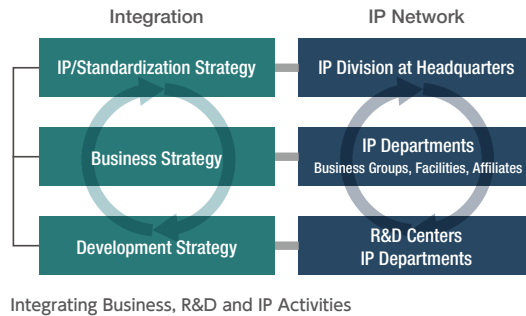 Integration
IP Network
IP/Standardization Strategy
IP Division at Headquarters
Business Strategy
IP Departments
Business Groups, Facilities, Affiliates
Development Strategy
R&D Centers
IP Departments
Integrating Business, R&D and IP Activities